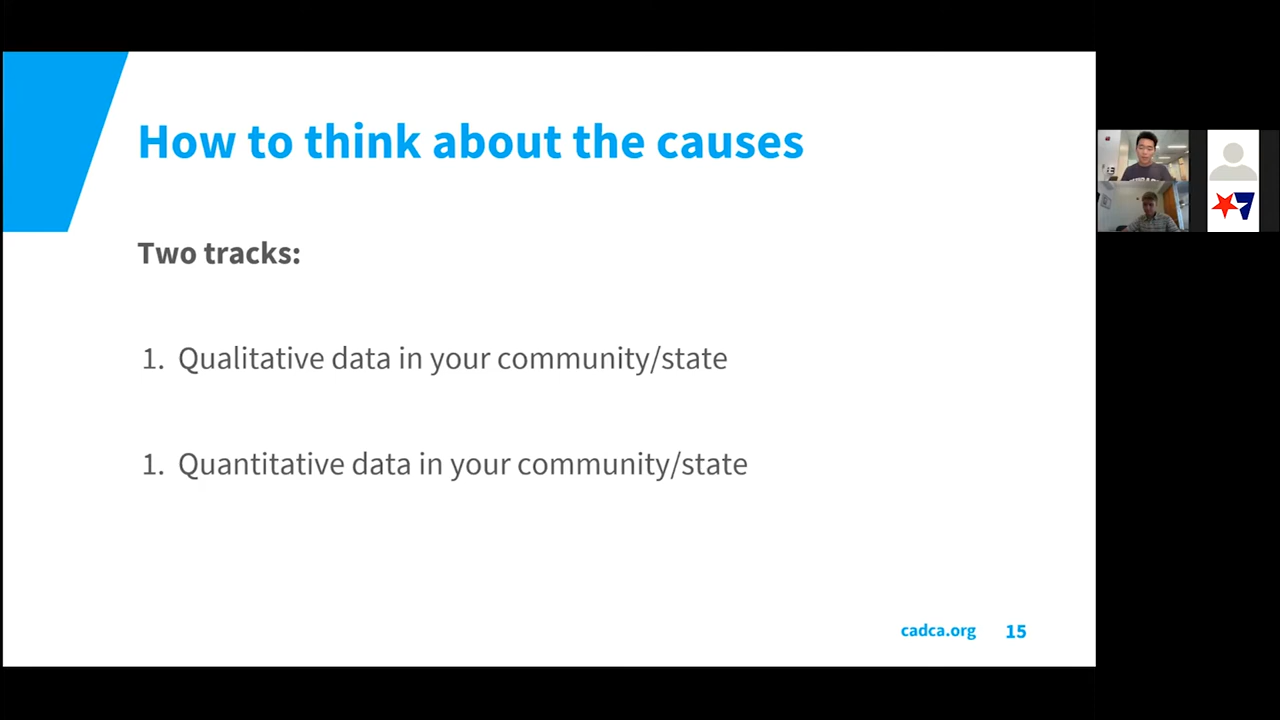 How to think about the causes
Two tracks:
1. Qualitative data in your community/state
1. Quantitative data in your community/state
cadca.org 15